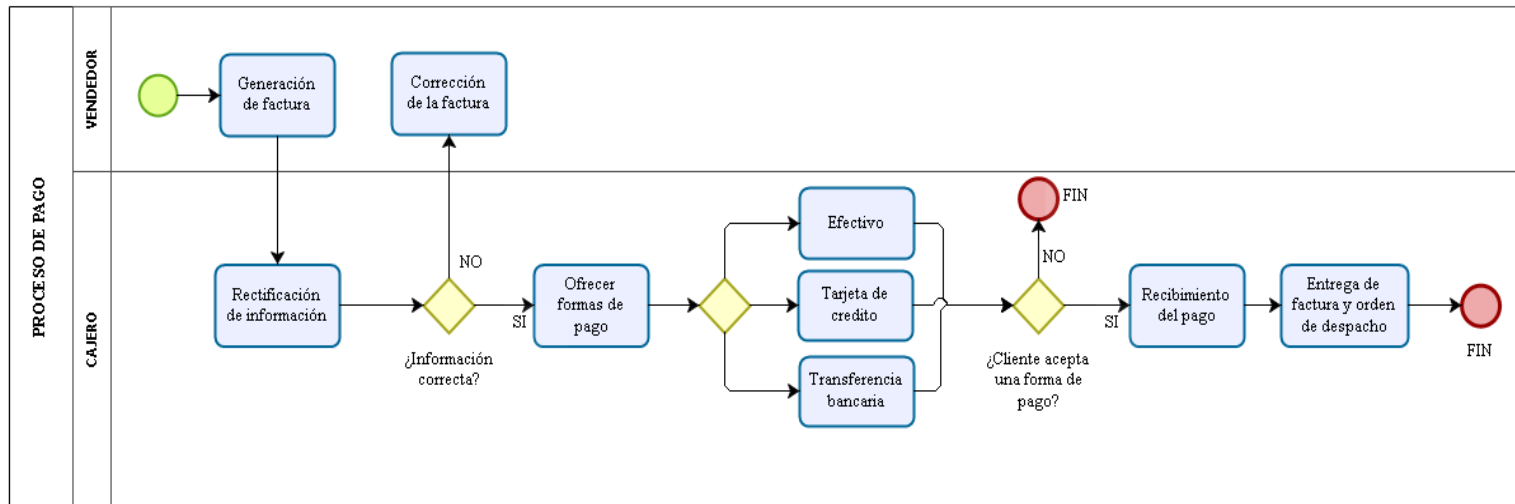 PROCESO DE PAGO
VENDEDOR
Generación
de factura
Corrección
de la factura
CAJERO
Rectificación
de información
NO
SI
¿Información
correcta?
Ofrecer
formas de
pago
Efectivo
Tarjeta de
credito
Transferencia
bancaria
FIN
NO
SI
¿Cliente acepta
una forma de
pago?
Recibimiento
del pago
Entrega de
factura y orden
de despacho
FIN